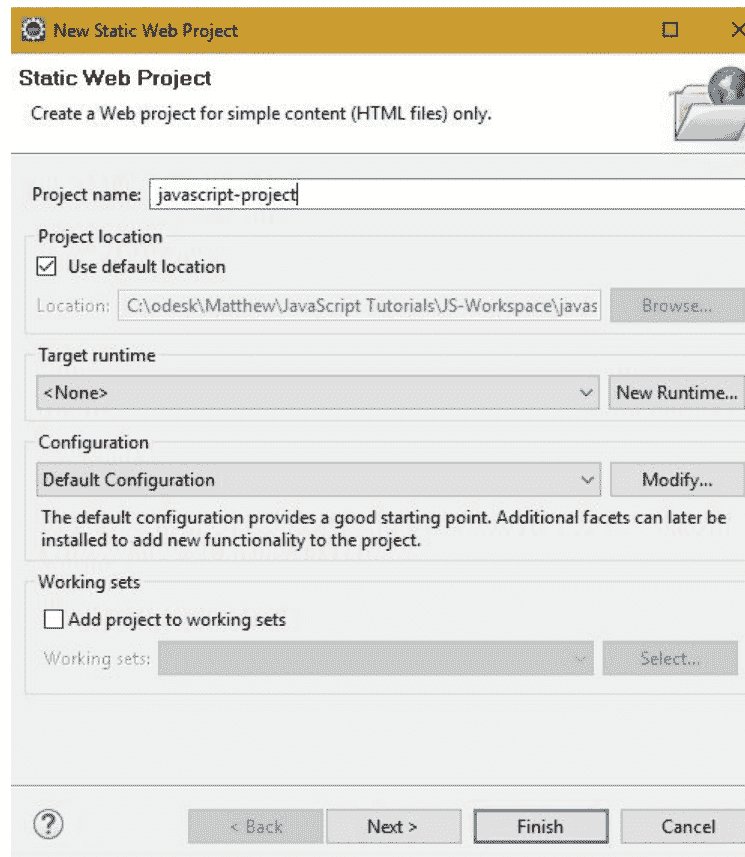 New Static Web Project
Static Web Project
Create a Web project for simple content (HTML files) only.
Project name: javascript-project
Project location
Use default location
Location: C:\odesk\Matthew\JavaScript Tutorials\JS-Workspace\javas Browse...
Target runtime
<None> New Runtime...
Configuration
Default Configuration Modify...
The default configuration provides a good starting point. Additional facets can later be
installed to add new functionality to the project.
Working sets
Add project to working sets
Working sets: Select...
? < Back Next > Finish Cancel